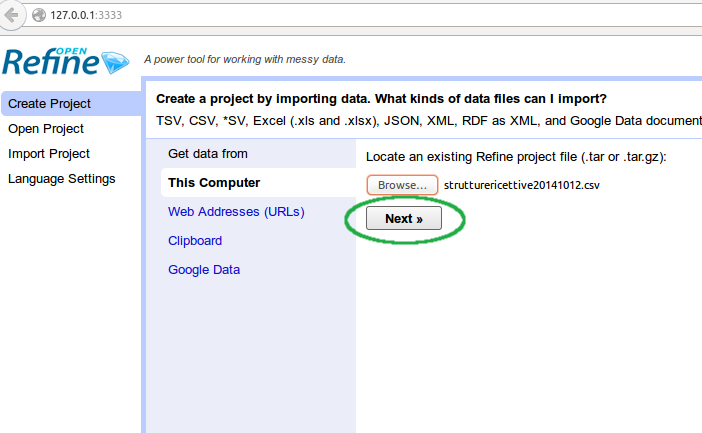 127.0.0.1:3333
OPEN
Refine
A power tool for working with messy data.
Create Project
Open Project
Import Project
Language Settings
Create a project by importing data. What kinds of data files can I import?
TSV, CSV, *SV, Excel (.xls and .xlsx), JSON, XML, RDF as XML, and Google Data document
Get data from
This Computer
Web Addresses (URLs)
Clipboard
Google Data
Locate an existing Refine project file (.tar or .tar.gz):
Browse... strutturericettive20141012.csv
Next »